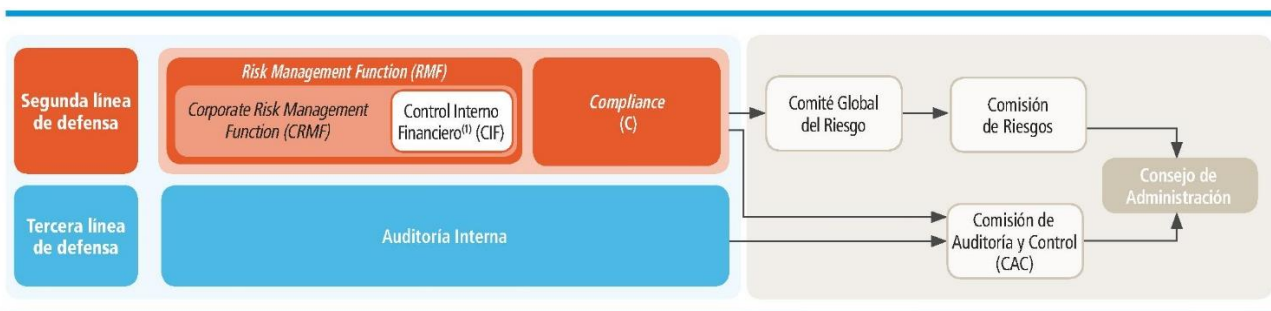 Segunda línea
de defensa
Risk Management Function (RMF)
Corporate Risk Management
Function (CRMF)
Control Interno
Financiero(1) (CIF)
Compliance
(C)
Comité Global
del Riesgo
Comisión
de Riesgos
Consejo de
Administración
Tercera línea
de defensa
Auditoría Interna
Comisión de
Auditoría y Control
(CAC)